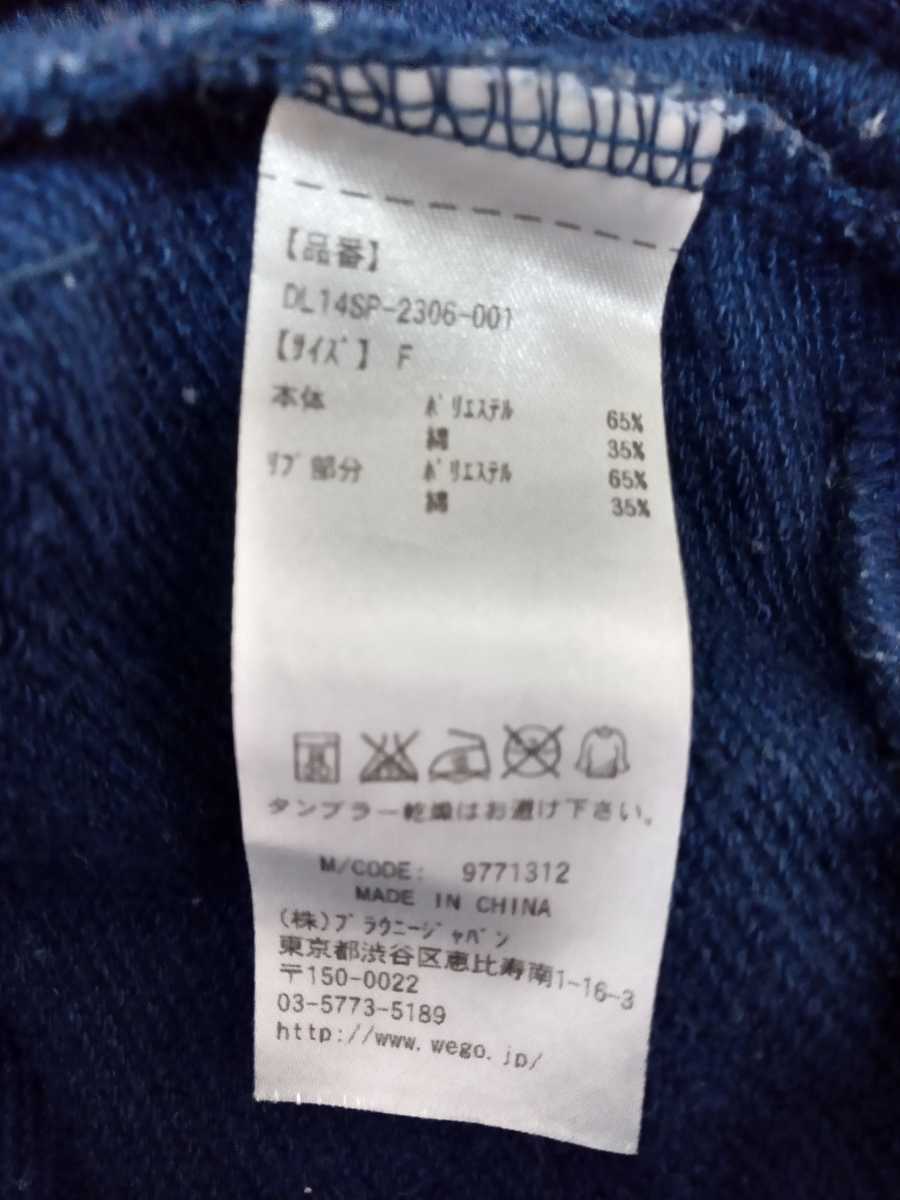 【品番】
DL14SP-2306-001
【サイズ】 F
本体 ポリエステル 65%
綿 35%
リブ部分 ポリエステル 65%
綿 35%
タンブラー乾燥はお避け下さい。
M/CODE: 9771312
MADE IN CHINA
(株)ブラウニージャパン
東京都渋谷区恵比寿南1-16-3
〒150-0022
03-5773-5189
http://www.wego.jp/